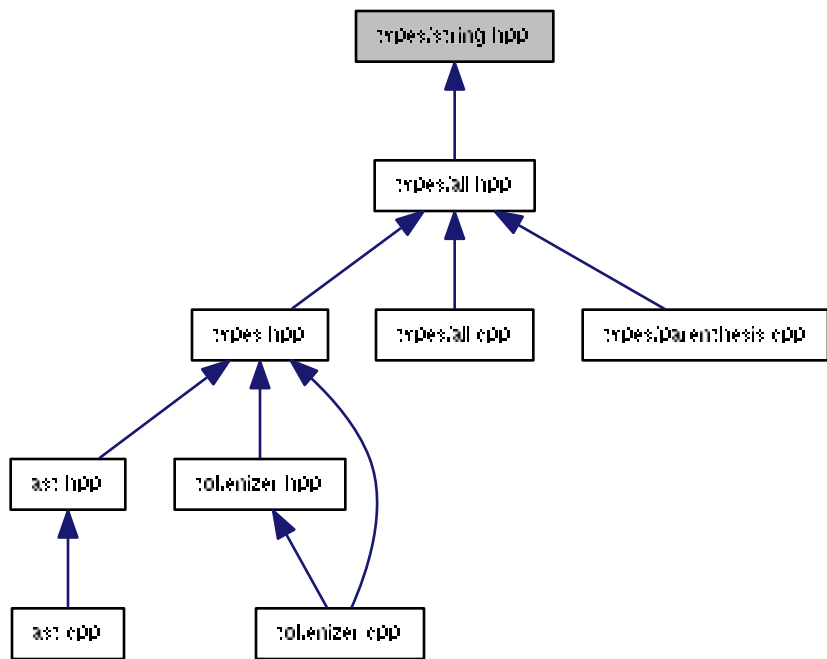 types/string.hpp
types/all.hpp
types.hpp
types/all.cpp
types/parenthesis.cpp
ast.hpp
tokenizer.hpp
ast.cpp
tokenizer.cpp